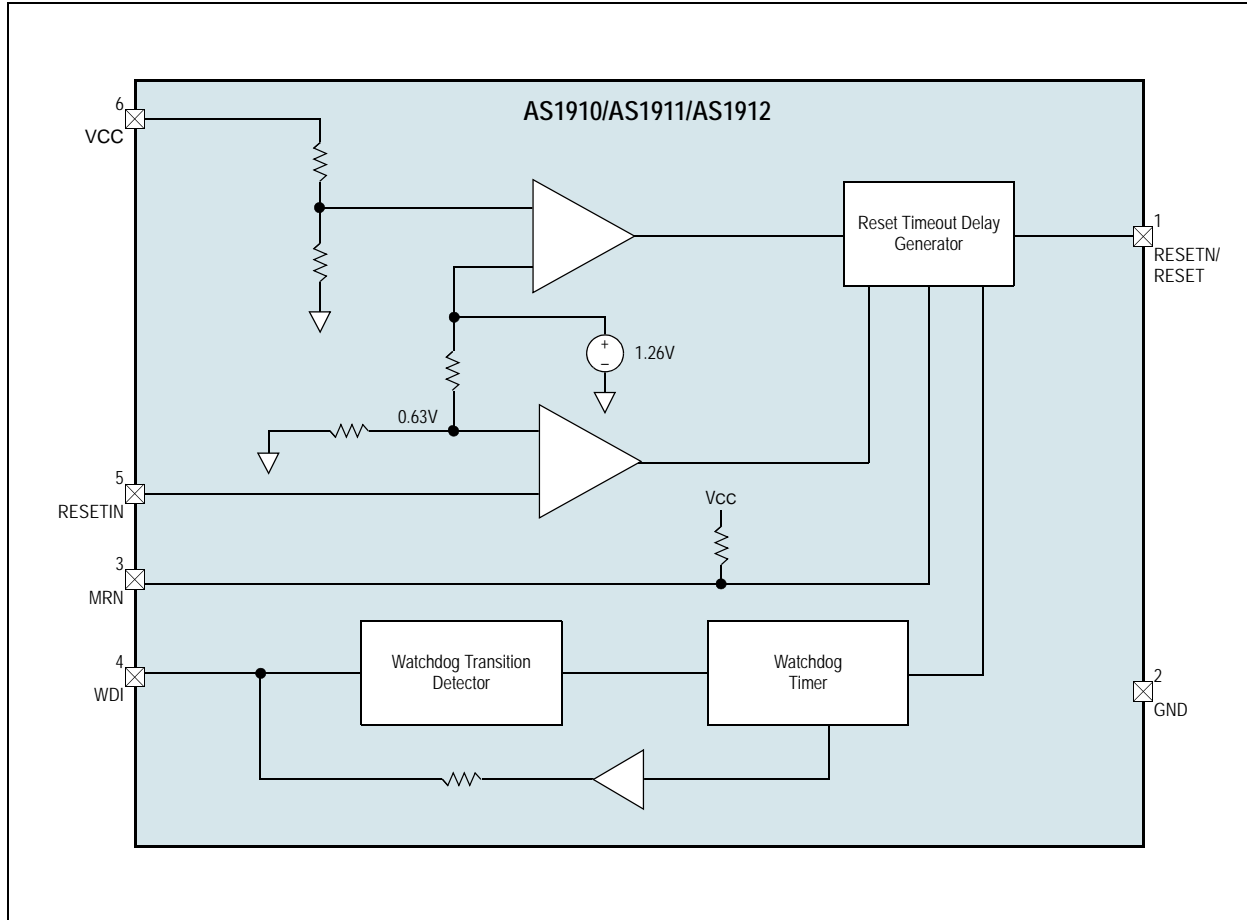 AS1910/AS1911/AS1912
6
VCC
Reset Timeout Delay
Generator
1
RESETN/
RESET
+
–
1.26V
0.63V
5
RESETIN
VCC
3
MRN
4
WDI
Watchdog Transition
Detector
Watchdog
Timer
2
GND